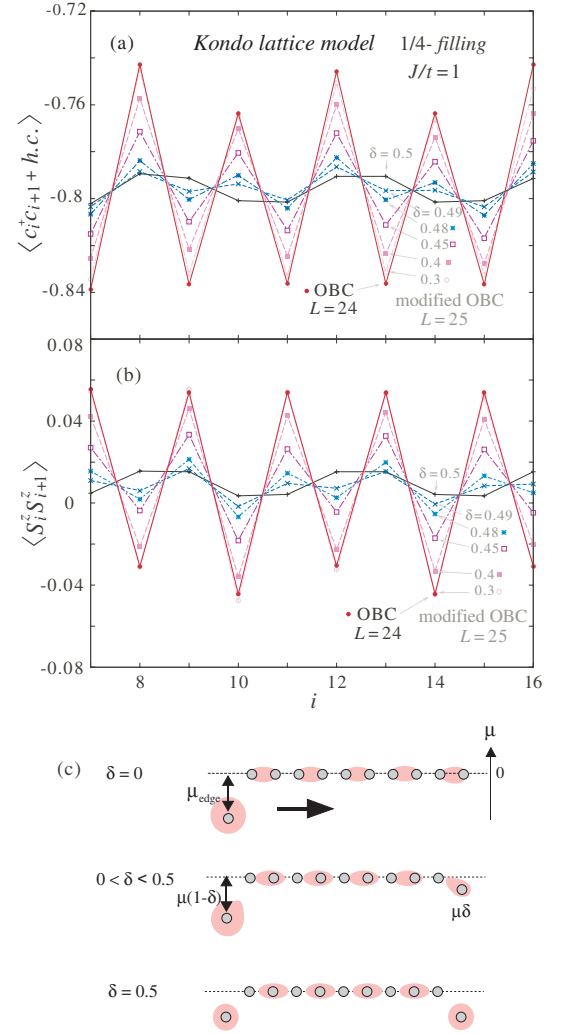 -0.72
(a) Kondo lattice model 1/4- filling
J/t = 1
-0.76
δ = 0.5
-0.8
δ= 0.49
0.48
0.45
0.4
0.3
-0.84
OBC
L = 24
modified OBC
L = 25
⟨c_i^† c_{i+1} + h.c.⟩
0.08
(b)
0.04
0
δ=0.5
δ=0.49
0.48
0.45
0.4
0.3
-0.04
OBC
L = 24
modified OBC
L = 25
-0.08
⟨S_i^z S_{i+1}^z⟩
8 10 12 14 16
i
(c)
μ
δ = 0
0
μ_edge
0 < δ < 0.5
μ(1-δ)
μδ
δ = 0.5